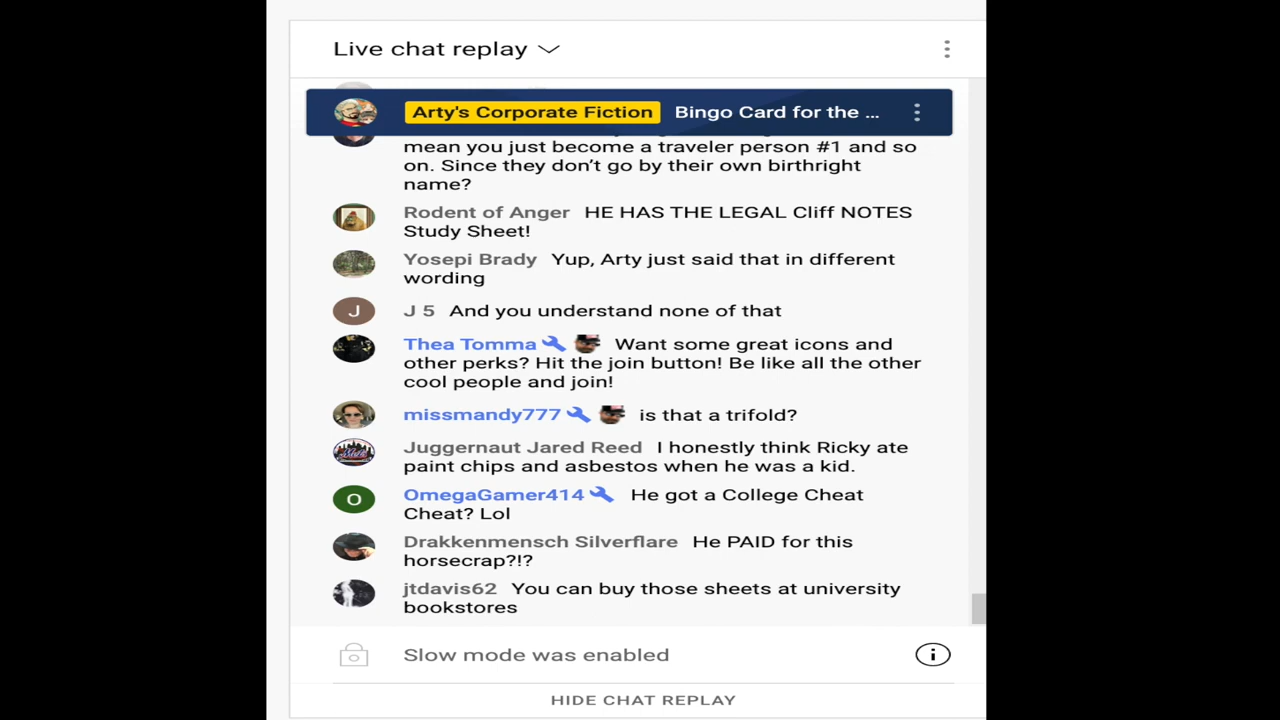 Live chat replay
Arty's Corporate Fiction Bingo Card for the ...
mean you just become a traveler person #1 and so
on. Since they don’t go by their own birthright
name?
Rodent of Anger HE HAS THE LEGAL Cliff NOTES
Study Sheet!
Yosepi Brady Yup, Arty just said that in different
wording
J J 5 And you understand none of that
Thea Tomma Want some great icons and
other perks? Hit the join button! Be like all the other
cool people and join!
missmandy777 is that a trifold?
Juggernaut Jared Reed I honestly think Ricky ate
paint chips and asbestos when he was a kid.
O OmegaGamer414 He got a College Cheat
Cheat? Lol
Drakkenmensch Silverflare He PAID for this
horsecrap?!?
jtdavis62 You can buy those sheets at university
bookstores
Slow mode was enabled
HIDE CHAT REPLAY